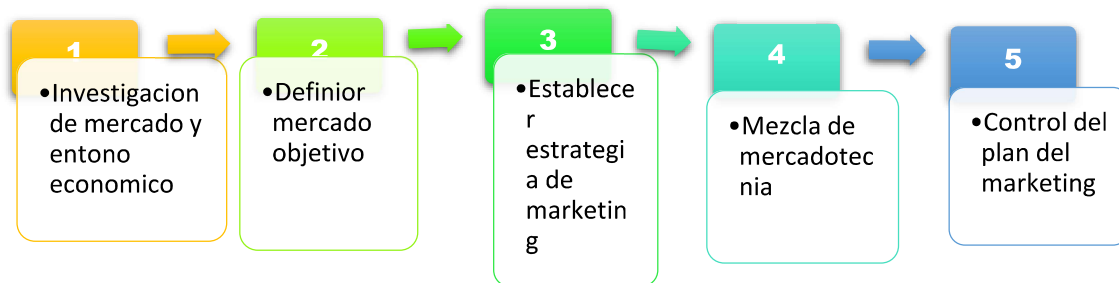 1
•Investigacion
de mercado y
entono
economico
2
•Definior
mercado
objetivo
3
•Establece
r
estrategi
a de
marketin
g
4
•Mezcla de
mercadotec
nia
5
•Control del
plan del
marketing